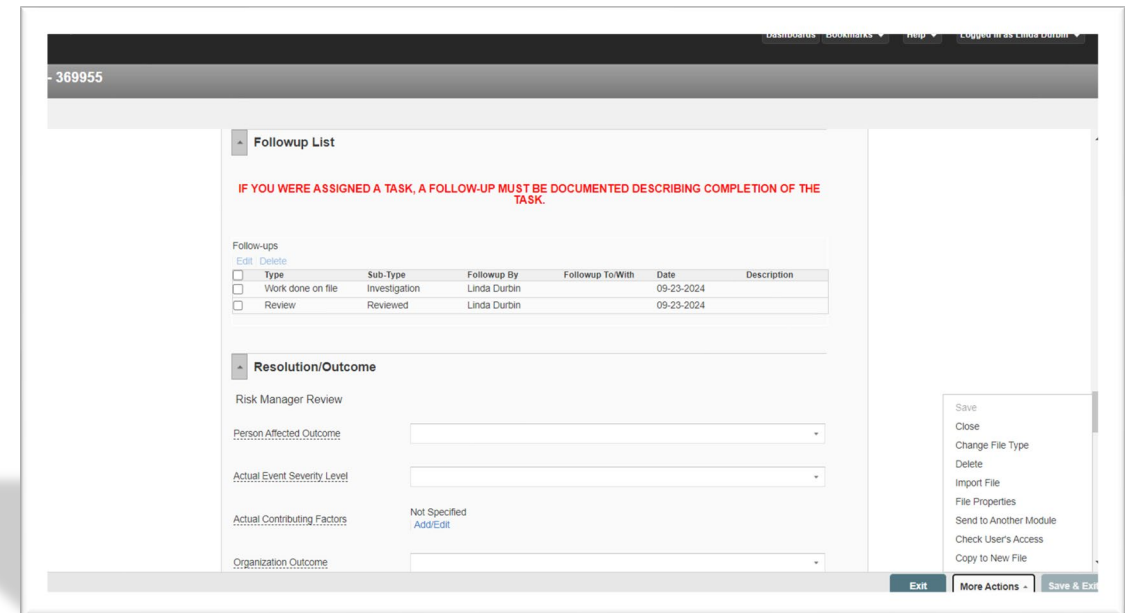 Dashboards Bookmarks Help Logged in as Linda Durbin
- 369955
Followup List
IF YOU WERE ASSIGNED A TASK, A FOLLOW-UP MUST BE DOCUMENTED DESCRIBING COMPLETION OF THE
TASK.
Follow-ups
Edit Delete
Type Sub-Type Followup By Followup To/With Date Description
Work done on file Investigation Linda Durbin 09-23-2024
Review Reviewed Linda Durbin 09-23-2024
Resolution/Outcome
Risk Manager Review
Person Affected Outcome
Actual Event Severity Level
Actual Contributing Factors Not Specified
Add/Edit
Organization Outcome
Save
Close
Change File Type
Delete
Import File
File Properties
Send to Another Module
Check User's Access
Copy to New File
Exit More Actions Save & Exit